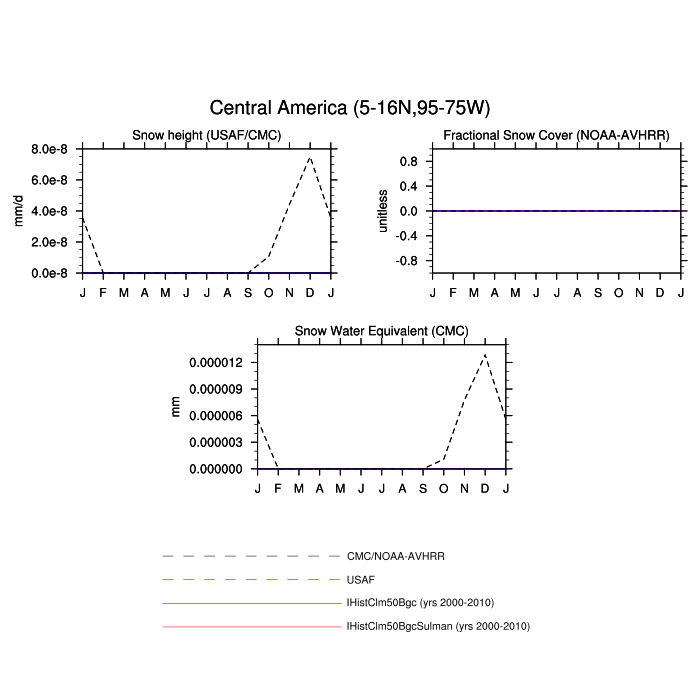 Central America (5-16N,95-75W)
Snow height (USAF/CMC)
8.0e-8
6.0e-8
4.0e-8
2.0e-8
0.0e-8
mm/d
J F M A M J J A S O N D J
Fractional Snow Cover (NOAA-AVHRR)
0.8
0.4
0.0
-0.4
-0.8
unitless
J F M A M J J A S O N D J
Snow Water Equivalent (CMC)
0.000012
0.000009
0.000006
0.000003
0.000000
mm
J F M A M J J A S O N D J
CMC/NOAA-AVHRR
USAF
IHistClm50Bgc (yrs 2000-2010)
IHistClm50BgcSulman (yrs 2000-2010)